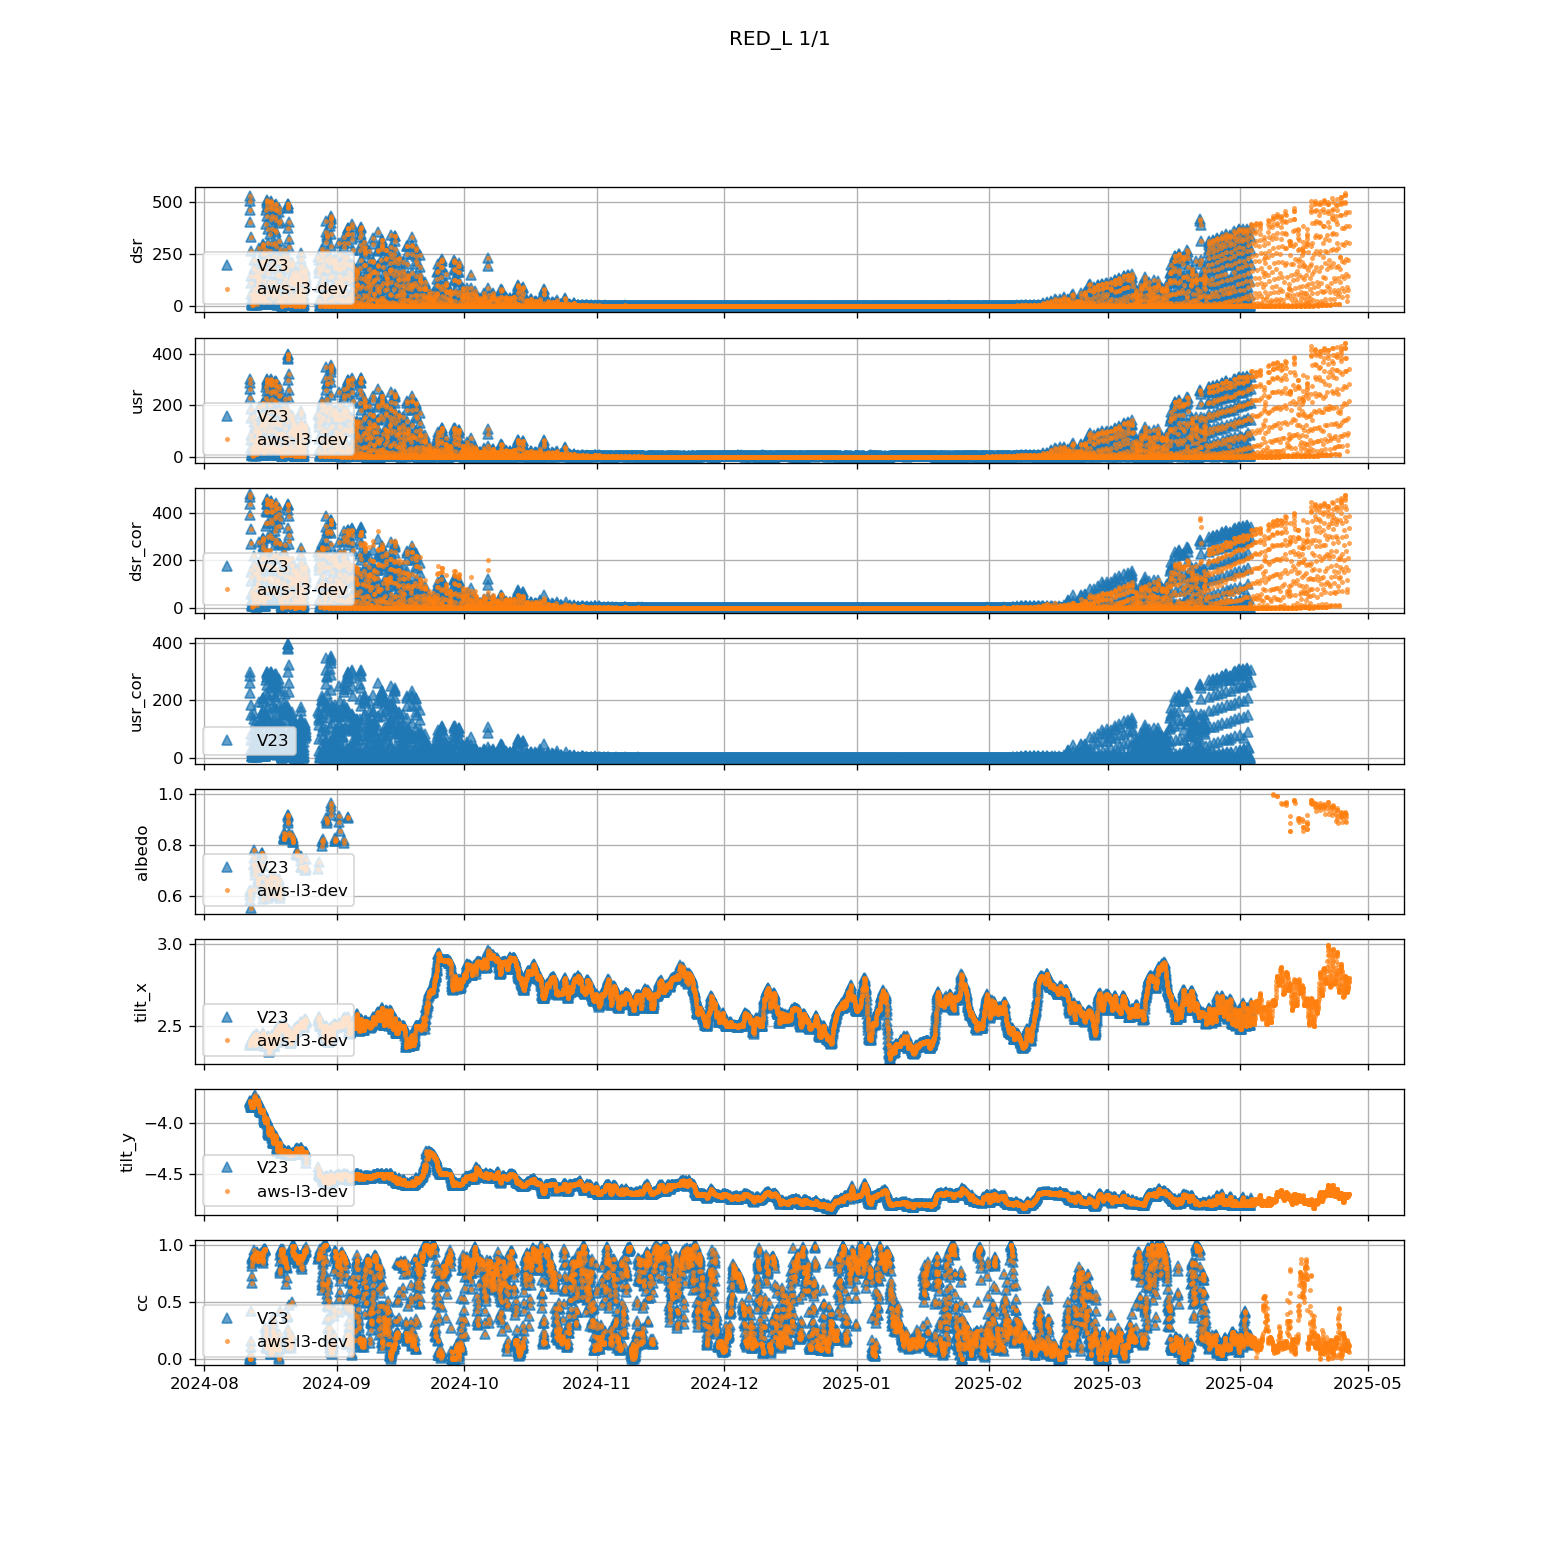 RED_L 1/1
500
250
0
dsr
V23
aws-l3-dev
400
200
0
usr
V23
aws-l3-dev
400
200
0
dsr_cor
V23
aws-l3-dev
400
200
0
usr_cor
V23
1.0
0.8
0.6
albedo
V23
aws-l3-dev
3.0
2.5
tilt_x
V23
aws-l3-dev
−4.0
−4.5
tilt_y
V23
aws-l3-dev
1.0
0.5
0.0
cc
V23
aws-l3-dev
2024-08 2024-09 2024-10 2024-11 2024-12 2025-01 2025-02 2025-03 2025-04 2025-05